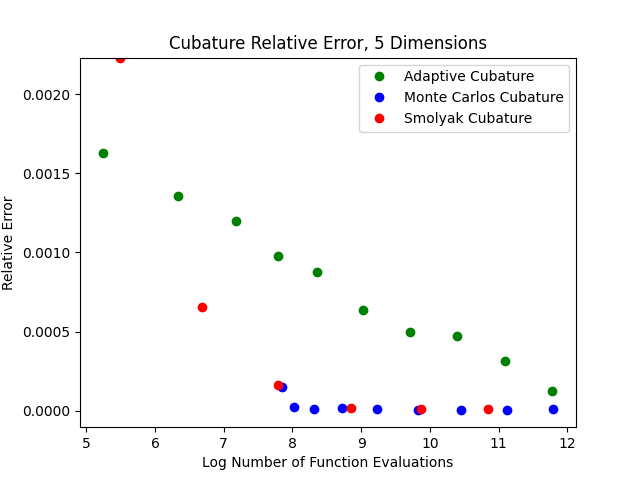 Cubature Relative Error, 5 Dimensions
Adaptive Cubature
Monte Carlos Cubature
Smolyak Cubature
Relative Error
0.0020
0.0015
0.0010
0.0005
0.0000
5 6 7 8 9 10 11 12
Log Number of Function Evaluations